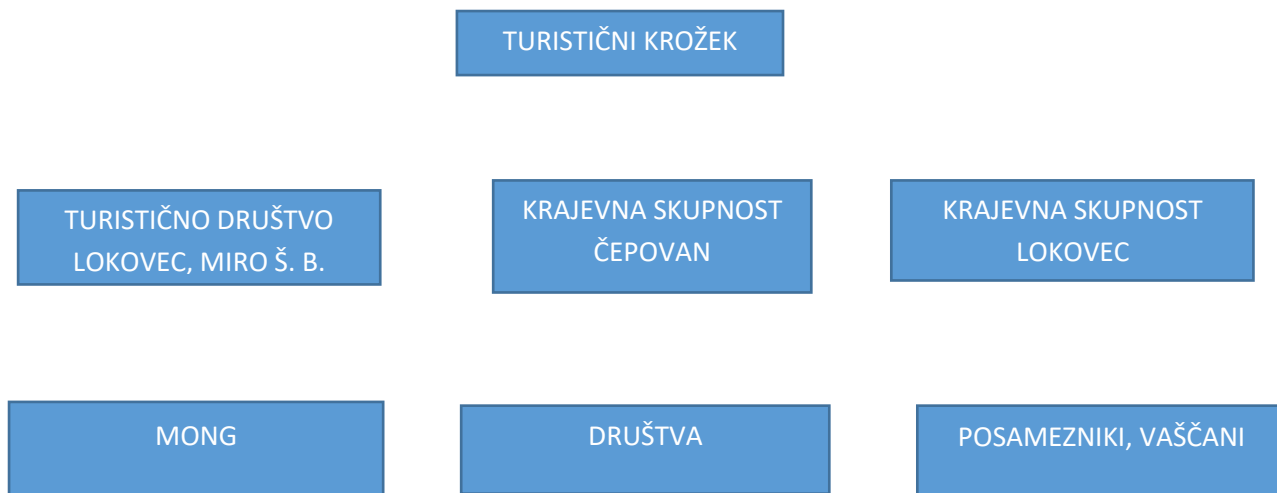 TURISTIČNI KROŽEK
TURISTIČNO DRUŠTVO
LOKOVEC, MIRO Š. B.
KRAJEVNA SKUPNOST
ČEPOVAN
KRAJEVNA SKUPNOST
LOKOVEC
MONG
DRUŠTVA
POSAMEZNIKI, VAŠČANI